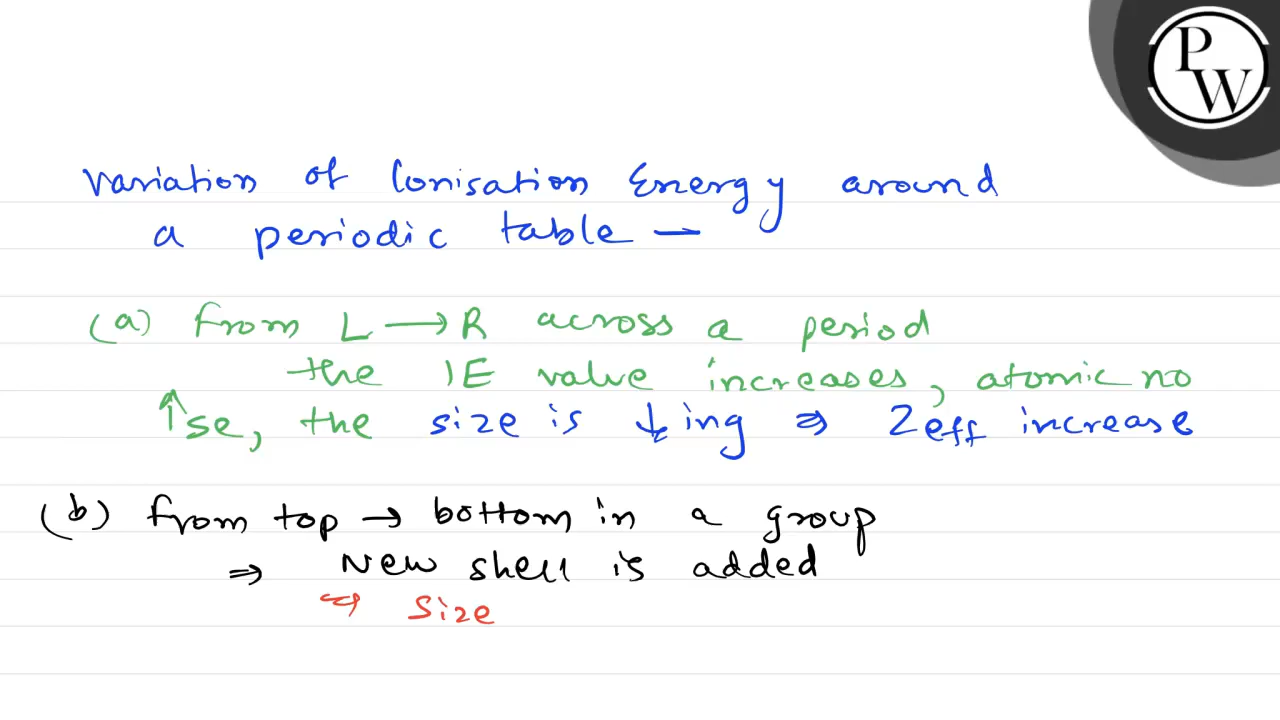 PW
Variation of Ionisation Energy around
a periodic table —
(a) from L → R across a period
the IE value increases, atomic no
↑se, the size is ↓ing ⇒ Zeff increase
(b) from top → bottom in a group
⇒ New shell is added
⇒ Size